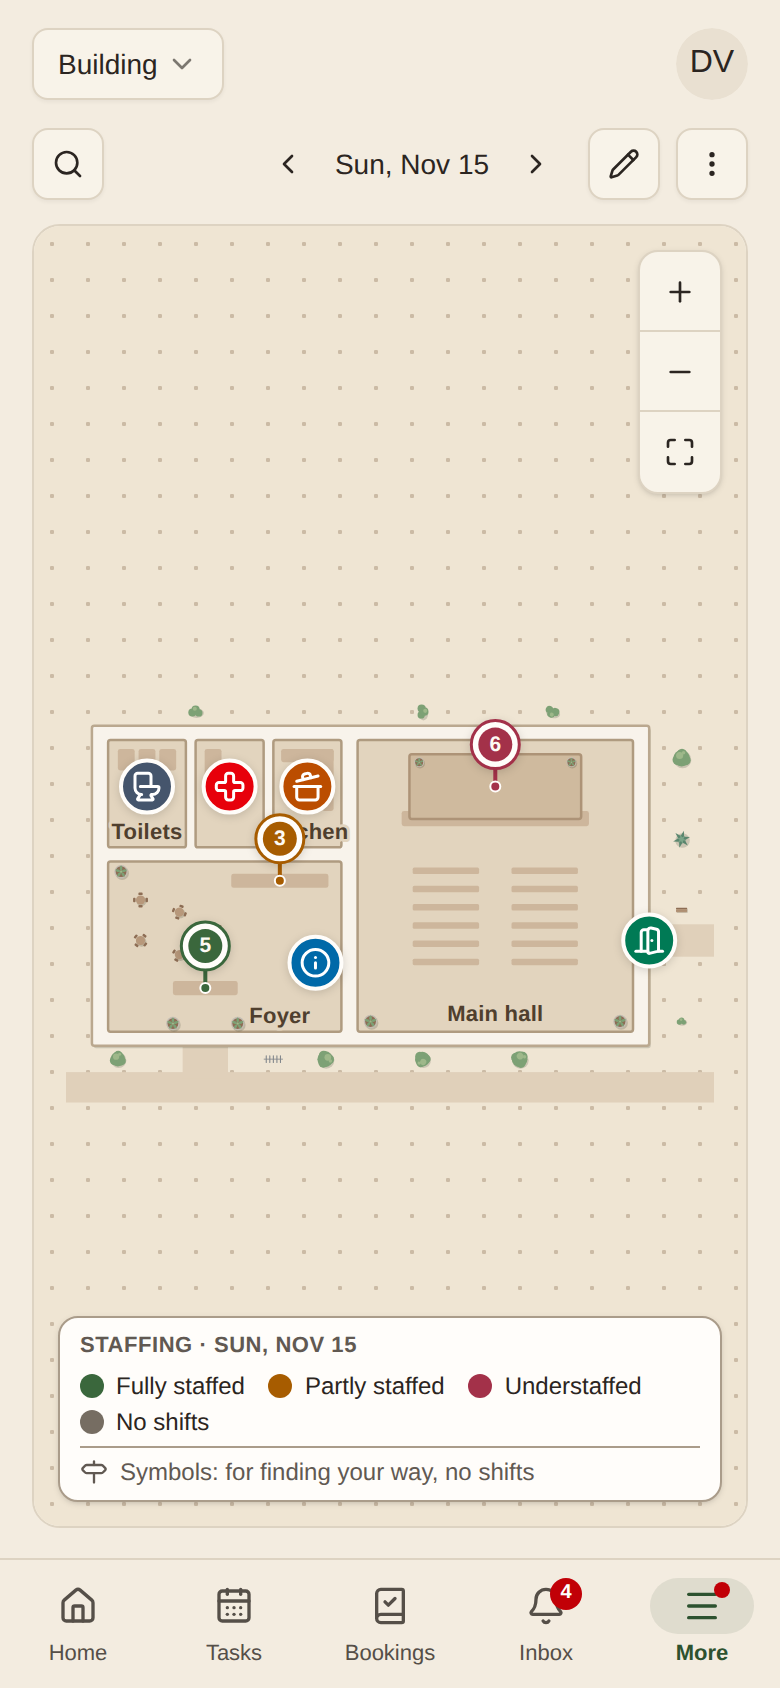 Building
DV
Sun, Nov 15
6
Toilets
chen
3
5
Foyer
Main hall
STAFFING · SUN, NOV 15
Fully staffed
Partly staffed
Understaffed
No shifts
Symbols: for finding your way, no shifts
4
Home
Tasks
Bookings
Inbox
More